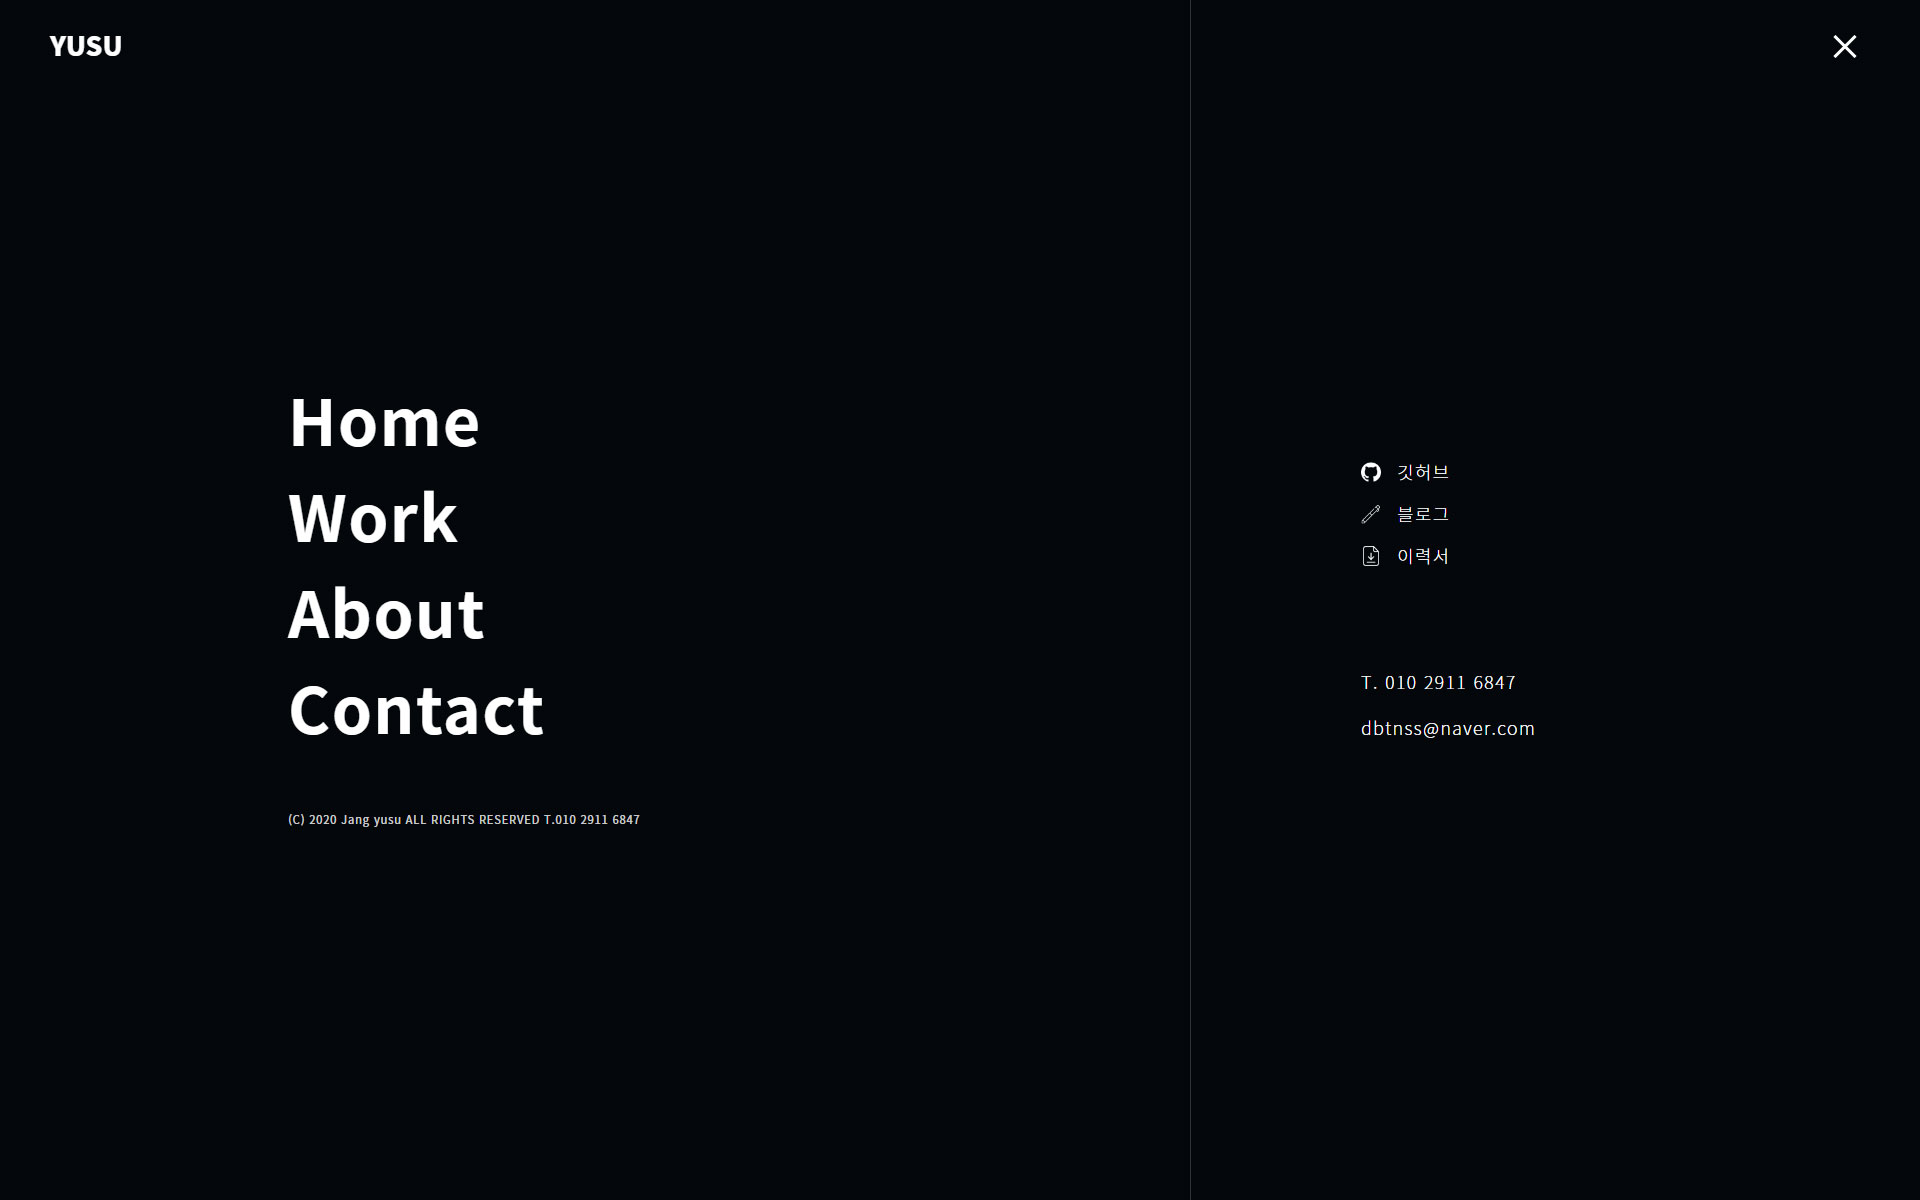 YUSU
Home
Work
About
Contact
(C) 2020 Jang yusu ALL RIGHTS RESERVED T.010 2911 6847
깃허브
블로그
이력서
T. 010 2911 6847
dbtnss@naver.com